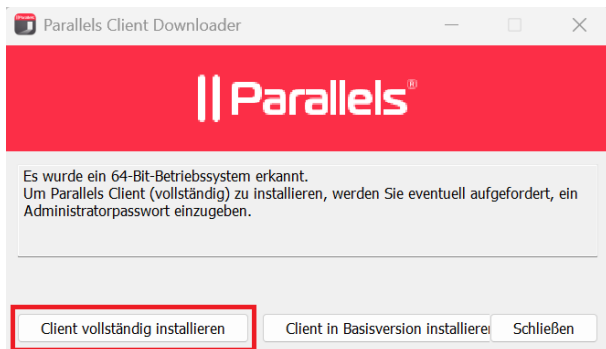 Parallels Client Downloader
|| Parallels®
Es wurde ein 64-Bit-Betriebssystem erkannt.
Um Parallels Client (vollständig) zu installieren, werden Sie eventuell aufgefordert, ein
Administratorpasswort einzugeben.
Client vollständig installieren
Client in Basisversion installieren
Schließen